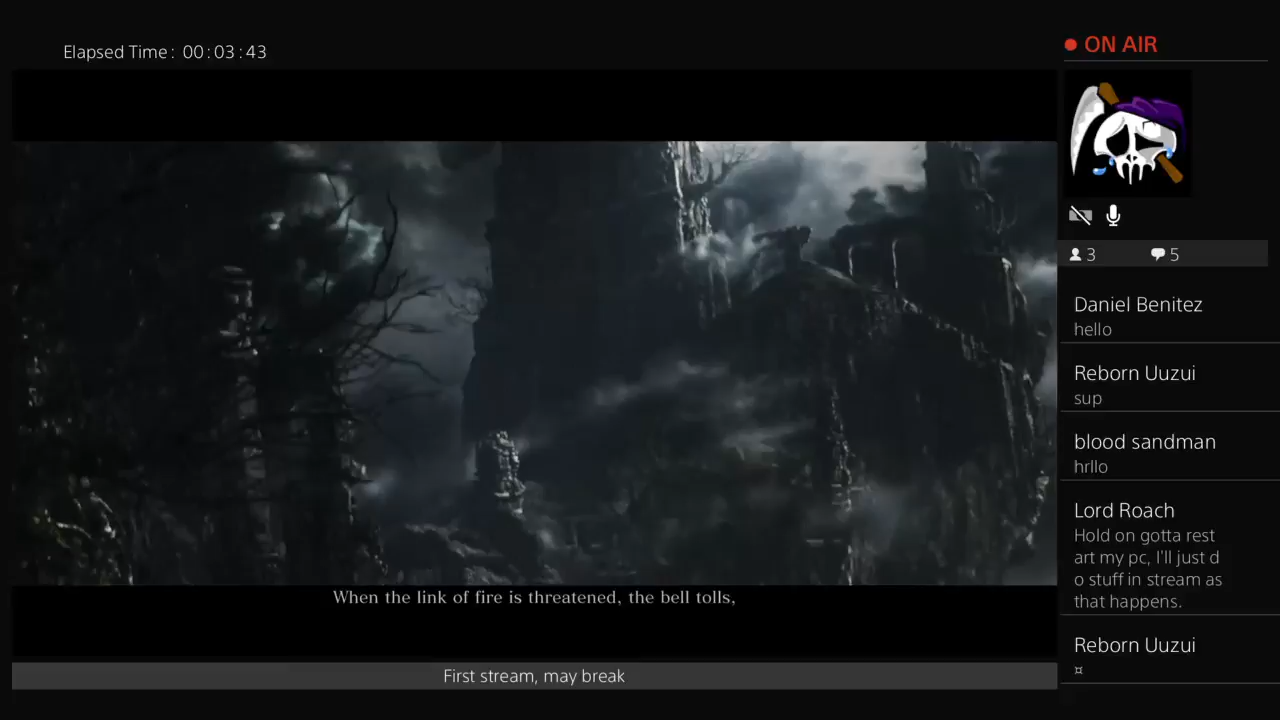 Elapsed Time: 00:03:43
ON AIR
3
5
Daniel Benitez
hello
Reborn Uuzui
sup
blood sandman
hrllo
Lord Roach
Hold on gotta rest
art my pc, I'll just d
o stuff in stream as
that happens.
Reborn Uuzui
¤
When the link of fire is threatened, the bell tolls,
First stream, may break